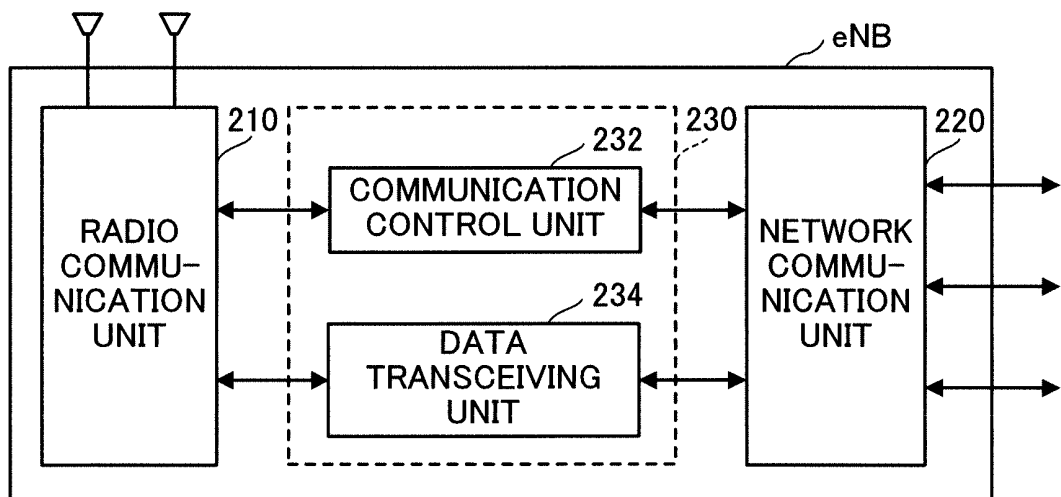 eNB
210
232
230
220
COMMUNICATION
CONTROL UNIT
RADIO
COMMU-
NICATION
UNIT
NETWORK
COMMU-
NICATION
UNIT
234
DATA
TRANSCEIVING
UNIT